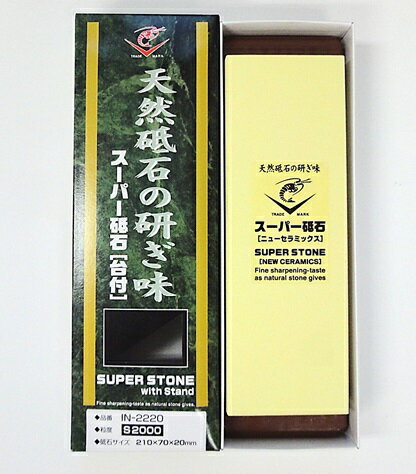 TRADE MARK
天然砥石の研ぎ味
スーパー砥石[台付]
SUPER STONE
with Stand
Fine sharpening-taste as natural stone gives.
◆品番 IN-2220
◆粒度 S2000
◆砥石サイズ 210×70×20mm
天然砥石の研ぎ味
TRADE MARK
スーパー砥石
[ニューセラミックス]
SUPER STONE
[NEW CERAMICS]
Fine sharpening-taste
as natural stone gives